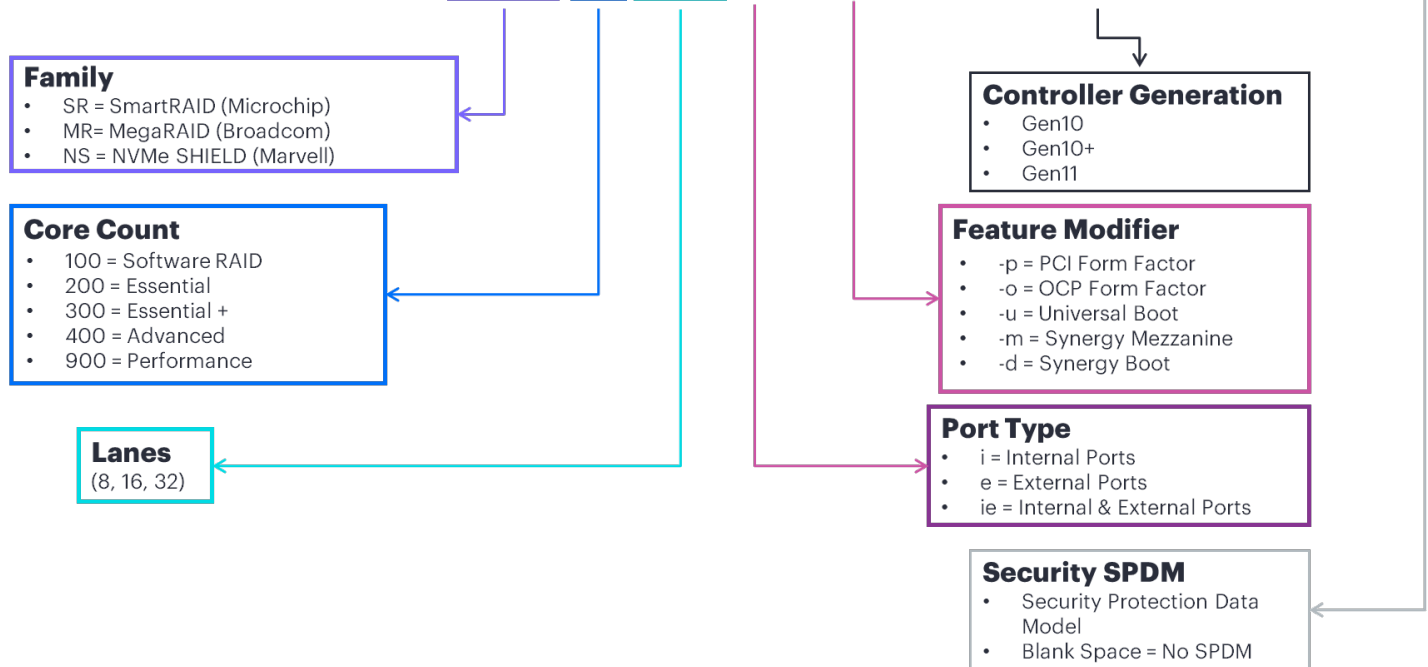 Family
• SR = SmartRAID (Microchip)
• MR= MegaRAID (Broadcom)
• NS = NVMe SHIELD (Marvell)
Core Count
• 100 = Software RAID
• 200 = Essential
• 300 = Essential +
• 400 = Advanced
• 900 = Performance
Lanes
(8, 16, 32)
Controller Generation
• Gen10
• Gen10+
• Gen11
Feature Modifier
• -p = PCI Form Factor
• -o = OCP Form Factor
• -u = Universal Boot
• -m = Synergy Mezzanine
• -d = Synergy Boot
Port Type
• i = Internal Ports
• e = External Ports
• ie = Internal & External Ports
Security SPDM
• Security Protection Data
Model
• Blank Space = No SPDM